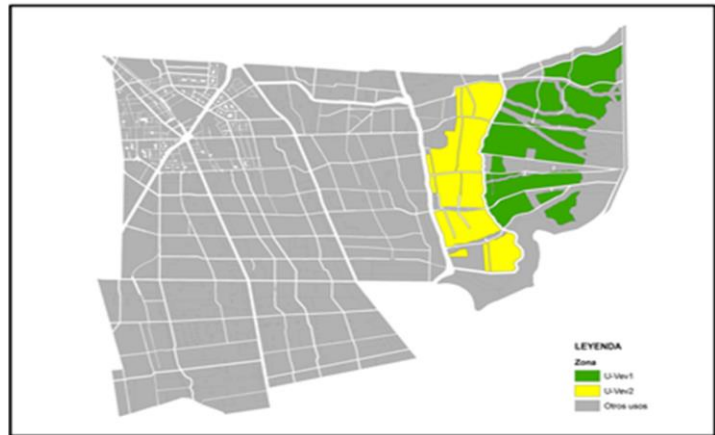 LEYENDA
Zona
U-Vev1
U-Vev2
Otros usos